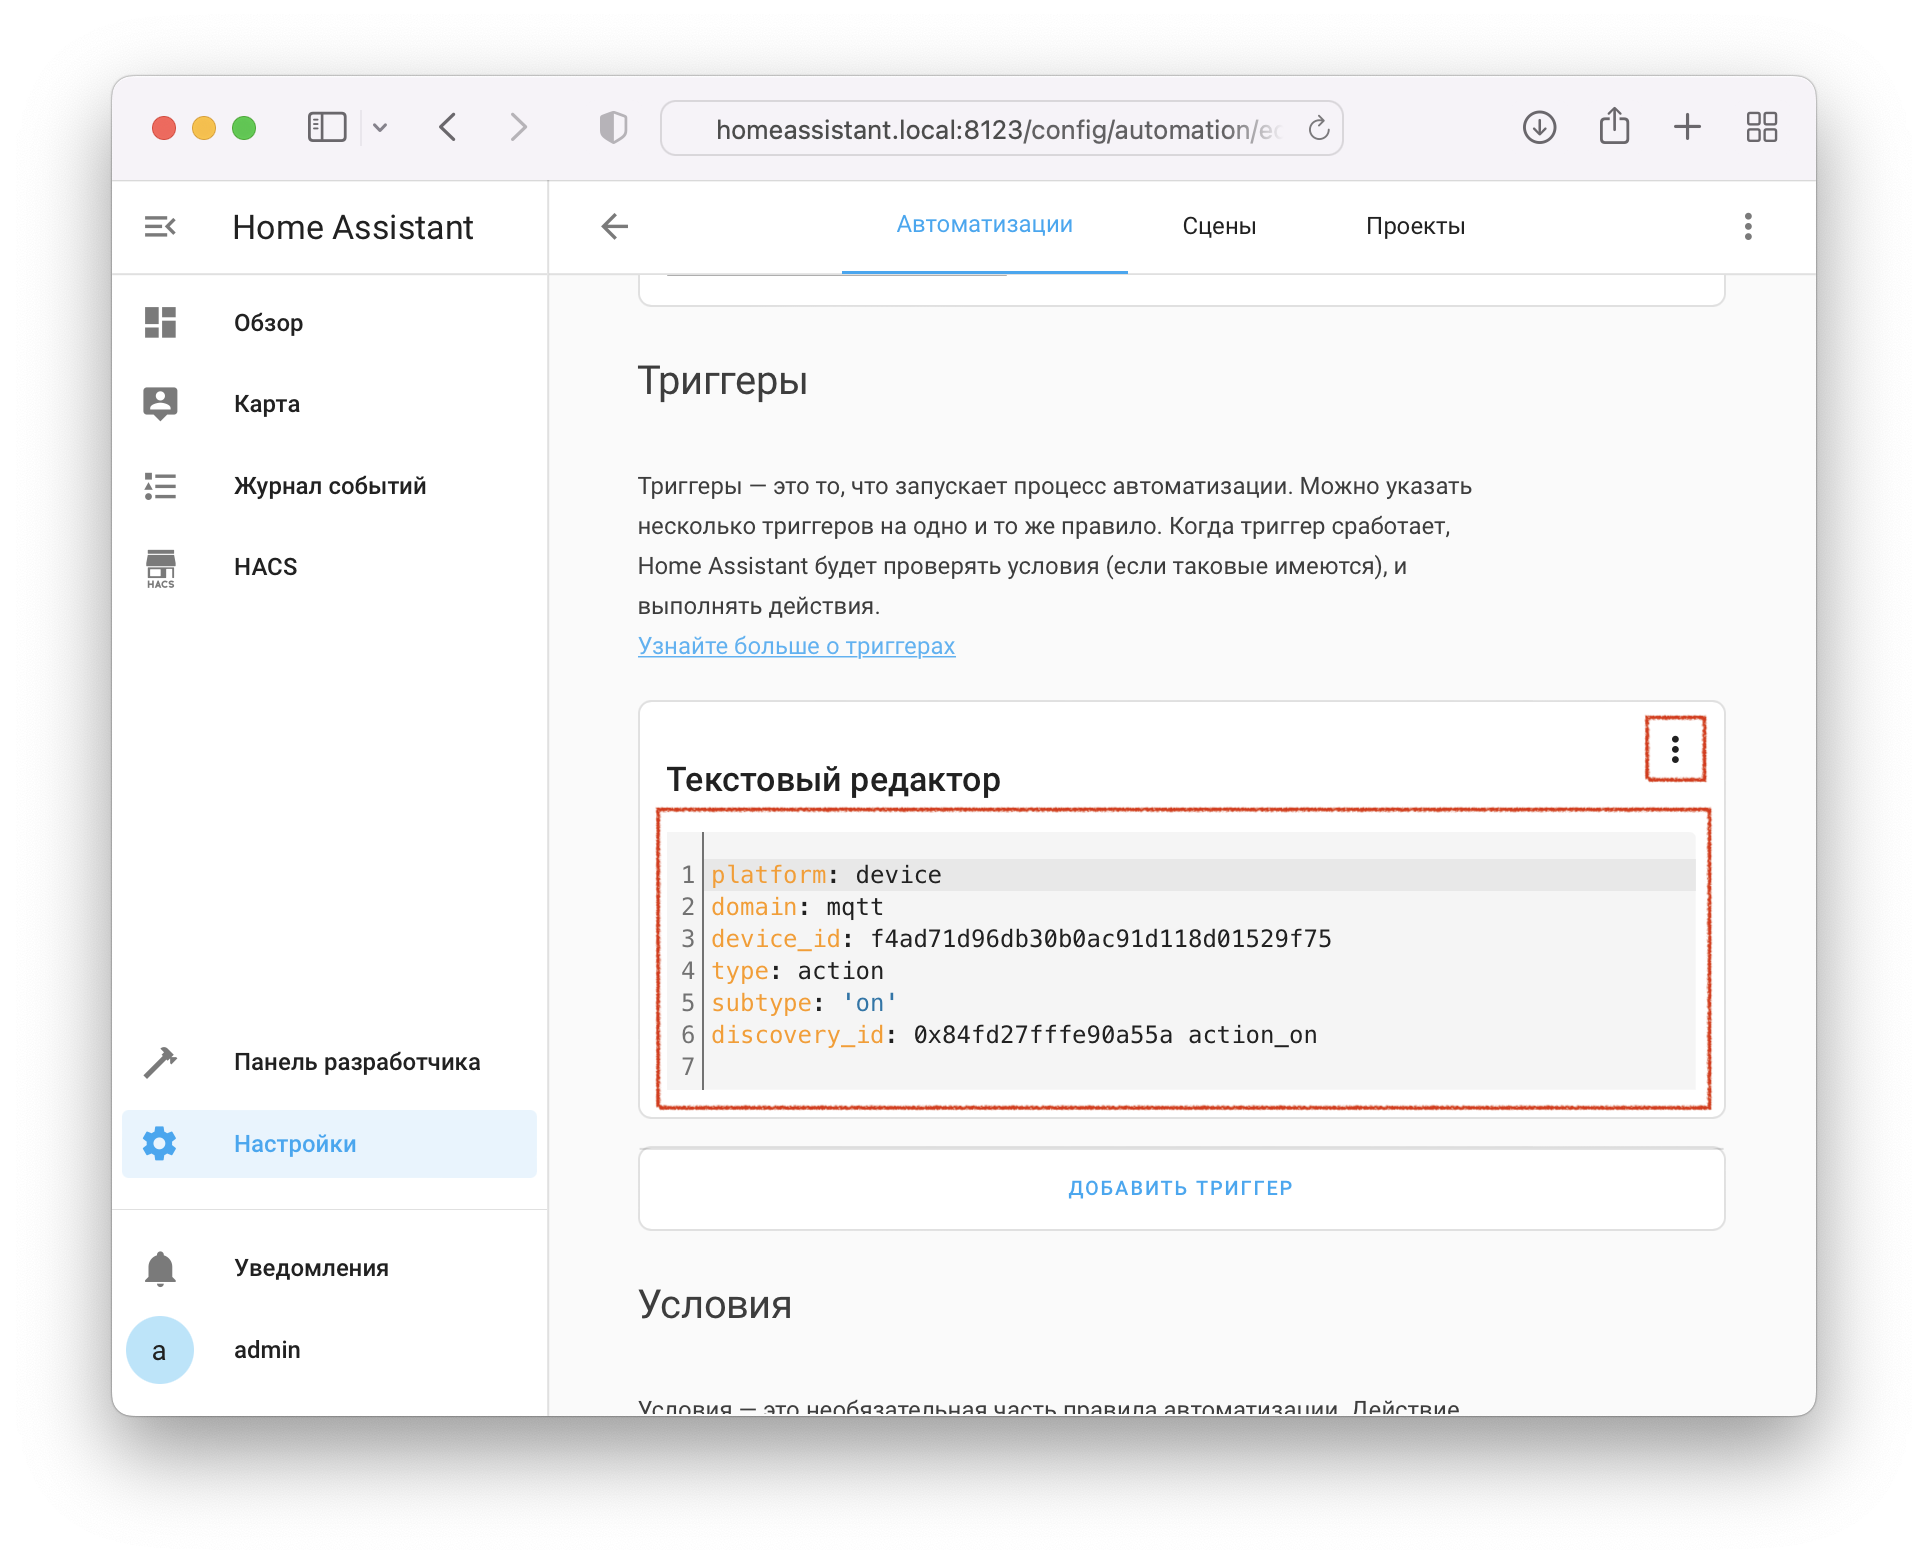 homeassistant.local:8123/config/automation/ed
Home Assistant
Автоматизации
Сцены
Проекты
Обзор
Карта
Журнал событий
HACS
HACS
Панель разработчика
Настройки
Уведомления
a
admin
Триггеры
Триггеры — это то, что запускает процесс автоматизации. Можно указать
несколько триггеров на одно и то же правило. Когда триггер сработает,
Home Assistant будет проверять условия (если таковые имеются), и
выполнять действия.
Узнайте больше о триггерах
Текстовый редактор
1 platform: device
2 domain: mqtt
3 device_id: f4ad71d96db30b0ac91d118d01529f75
4 type: action
5 subtype: 'on'
6 discovery_id: 0x84fd27fffe90a55a action_on
7
ДОБАВИТЬ ТРИГГЕР
Условия
Условия — это необязательная часть правила автоматизации. Действие